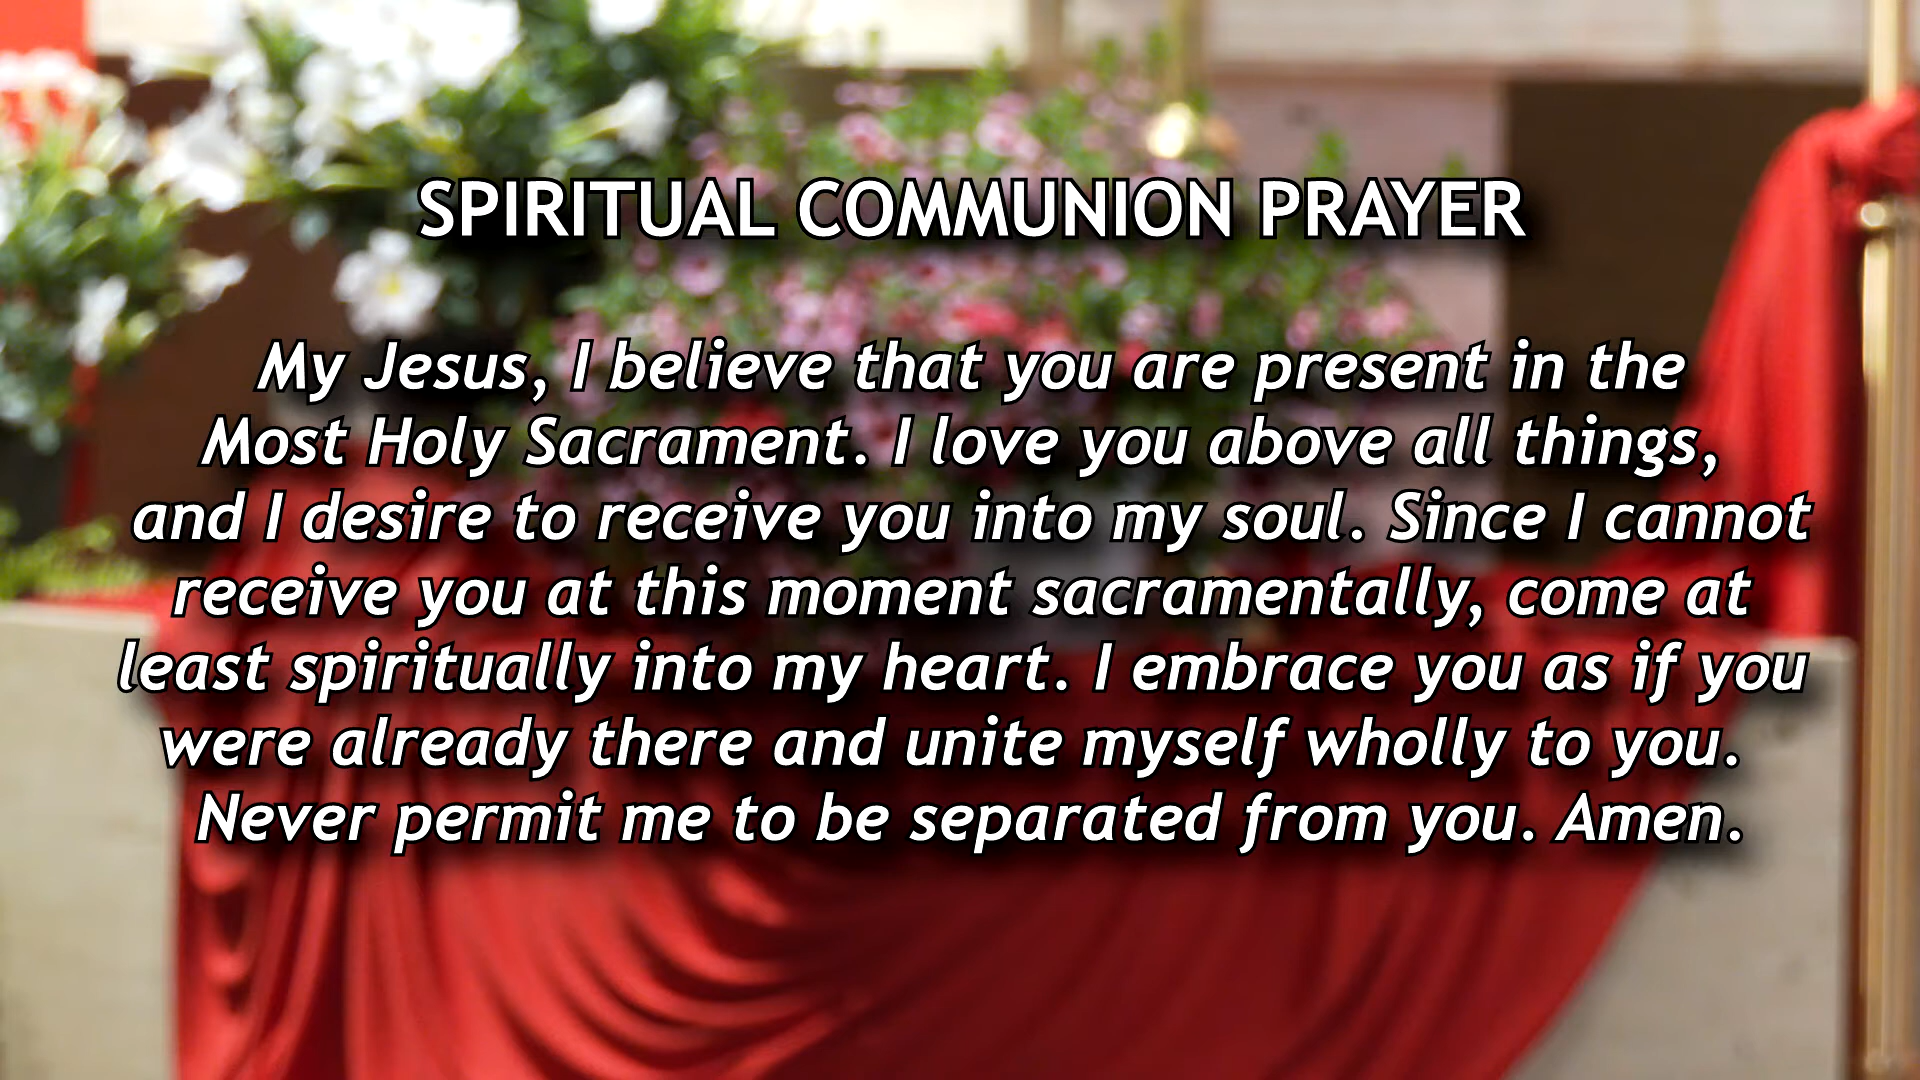 SPIRITUAL COMMUNION PRAYER
My Jesus, I believe that you are present in the
Most Holy Sacrament. I love you above all things,
and I desire to receive you into my soul. Since I cannot
receive you at this moment sacramentally, come at
least spiritually into my heart. I embrace you as if you
were already there and unite myself wholly to you.
Never permit me to be separated from you. Amen.